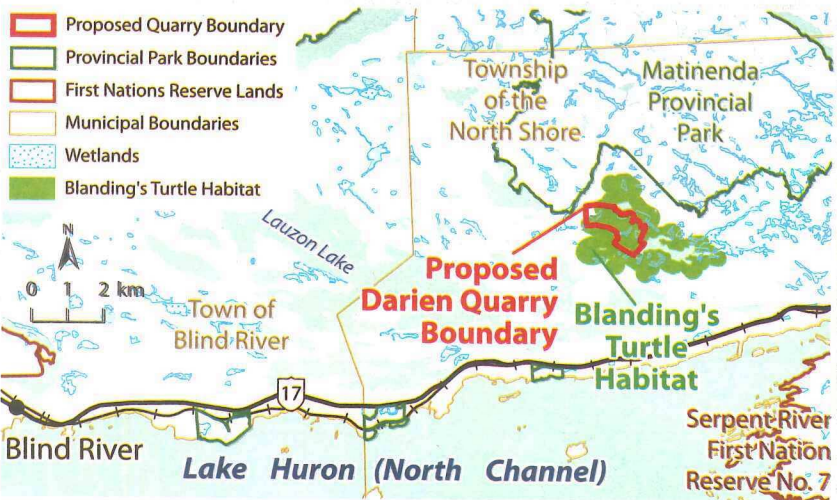 Proposed Quarry Boundary
Provincial Park Boundaries
First Nations Reserve Lands
Municipal Boundaries
Wetlands
Blanding's Turtle Habitat
N
0 1 2 km
Township
of the
North Shore
Matinenda
Provincial
Park
Lauzon Lake
Proposed
Darien Quarry
Boundary
Blanding's
Turtle
Habitat
Town of
Blind River
17
Blind River
Lake Huron (North Channel)
Serpent River
First Nation
Reserve No. 7